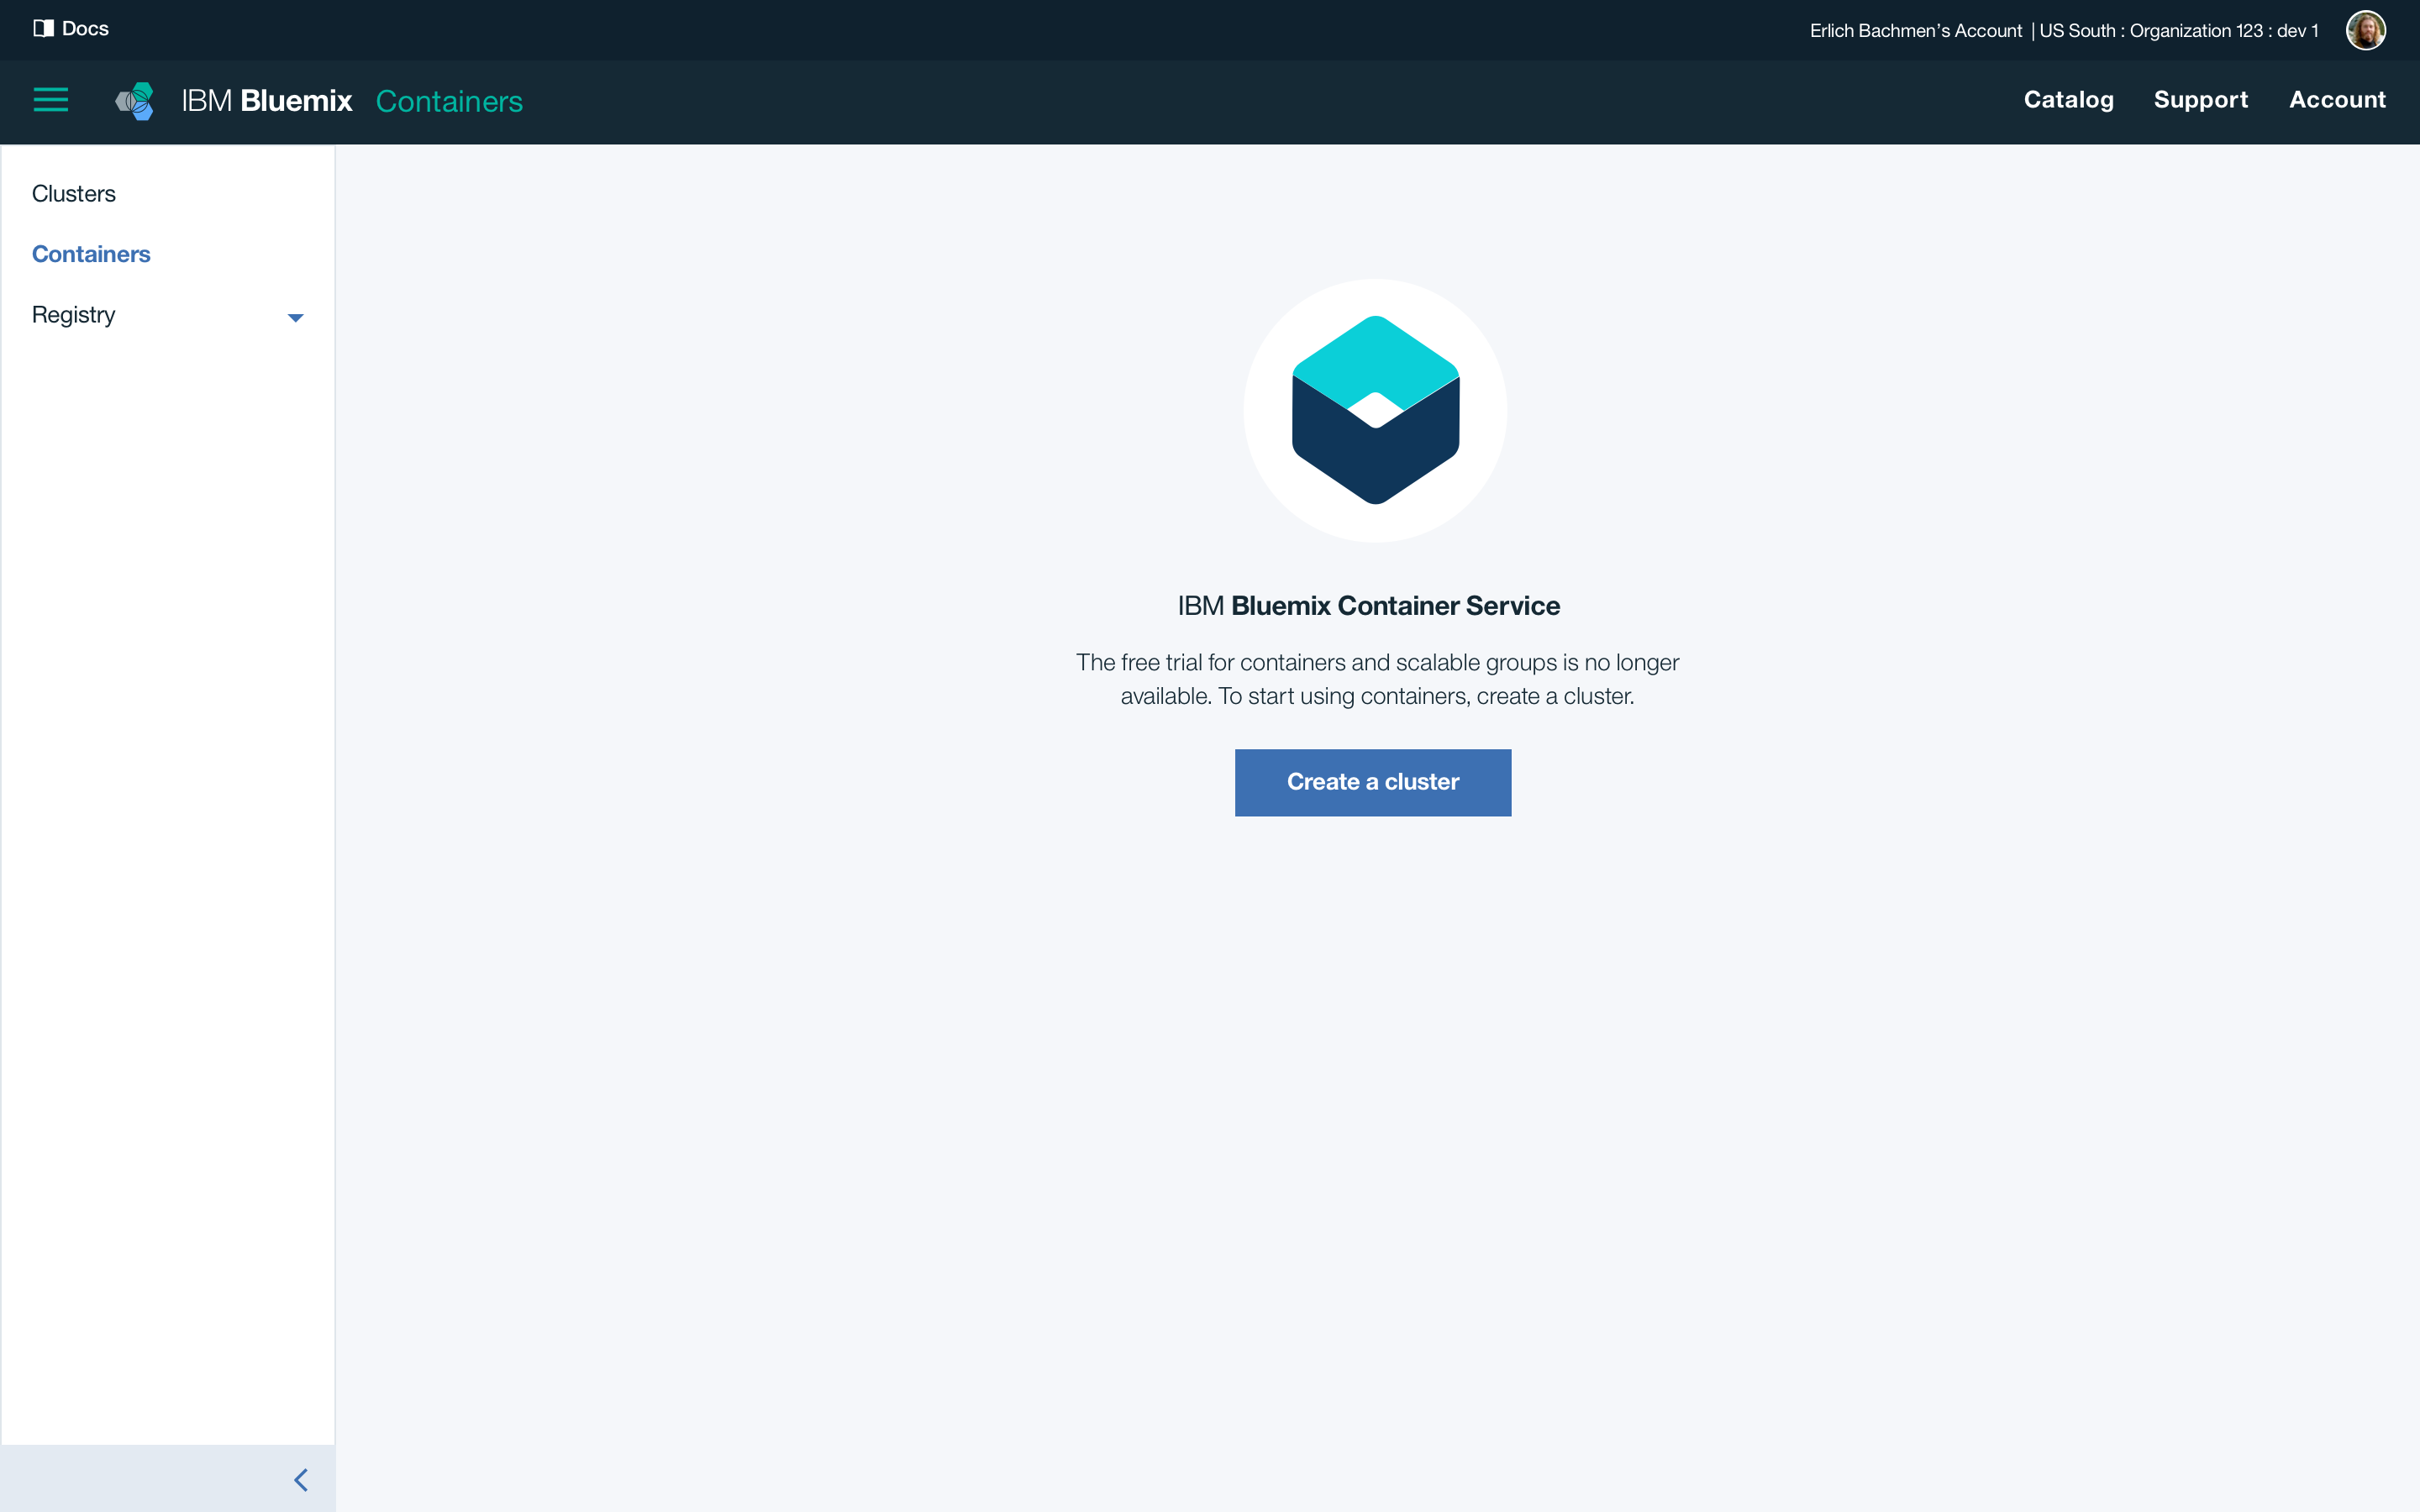 Docs
Erlich Bachmen's Account | US South : Organization 123 : dev 1
IBM Bluemix Containers
Catalog Support Account
Clusters
Containers
Registry
IBM Bluemix Container Service
The free trial for containers and scalable groups is no longer
available. To start using containers, create a cluster.
Create a cluster